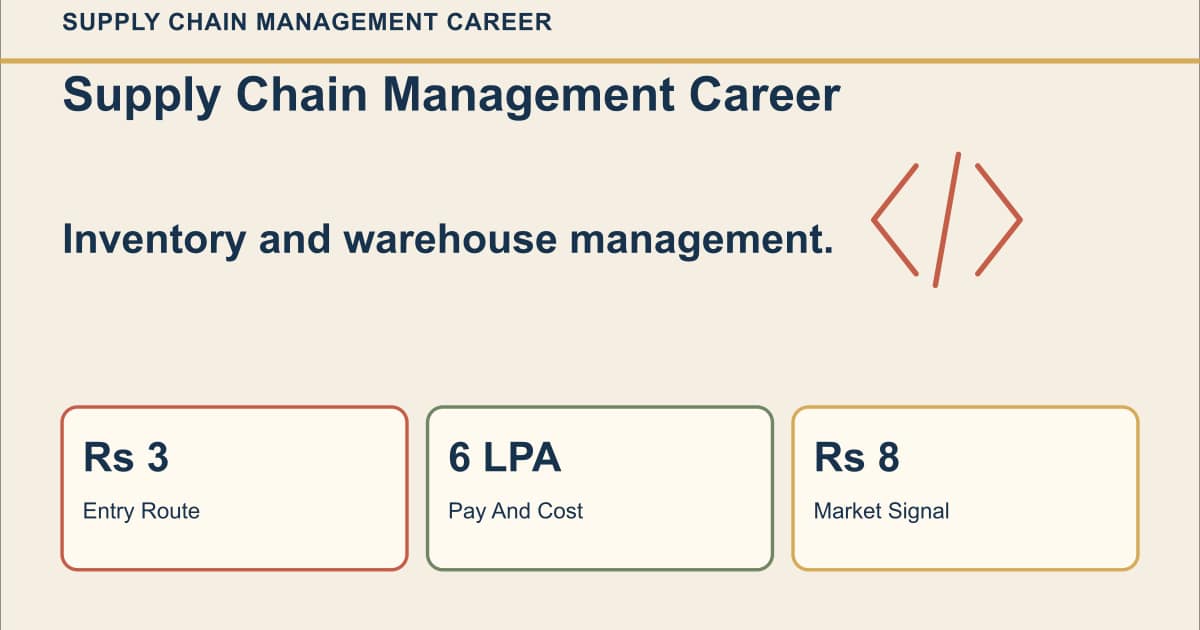 SUPPLY CHAIN MANAGEMENT CAREER
Supply Chain Management Career
Inventory and warehouse management.
Rs 3
Entry Route
6 LPA
Pay And Cost
Rs 8
Market Signal